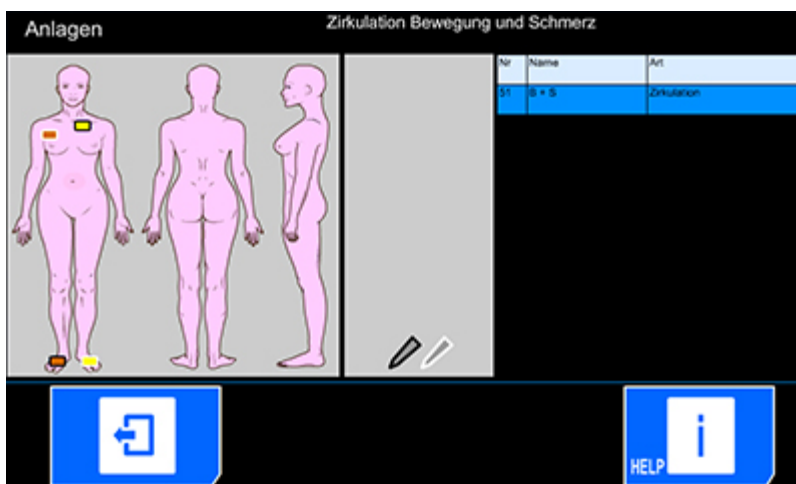 Anlagen
Zirkulation Bewegung und Schmerz
Nr Name Art
51 B + S Zirkulation
HELP i